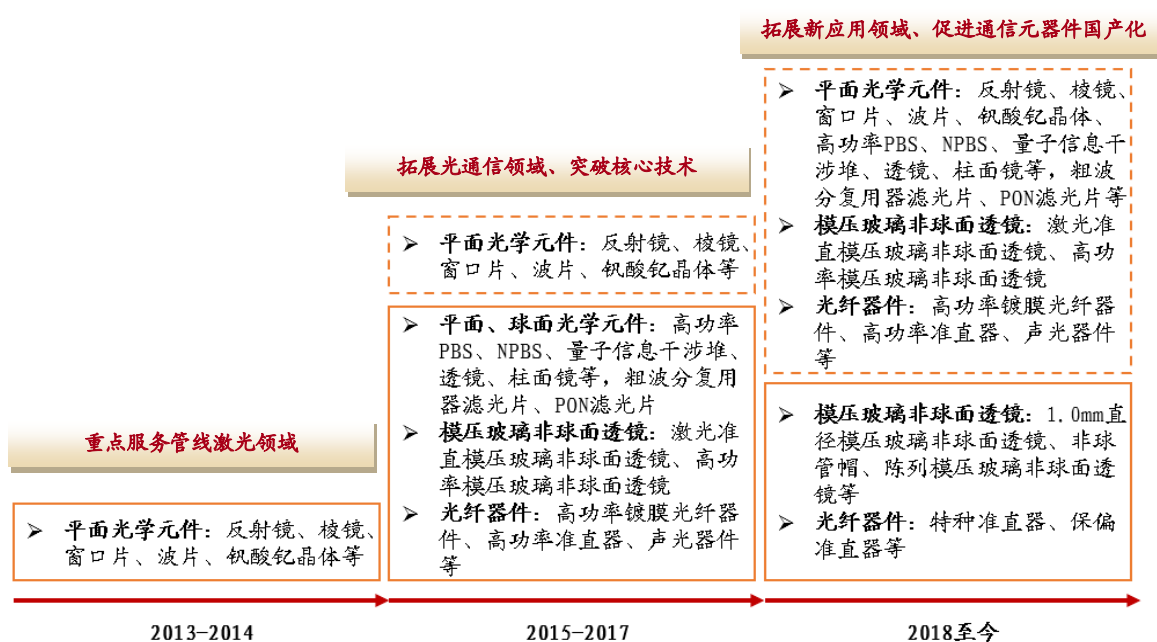 重点服务管线激光领域
➢ 平面光学元件：反射镜、棱镜、
窗口片、波片、钒酸钇晶体等
2013-2014
拓展光通信领域、突破核心技术
➢ 平面光学元件：反射镜、棱镜、
窗口片、波片、钒酸钇晶体等
➢ 平面、球面光学元件：高功率
PBS、NPBS、量子信息干涉堆、
透镜、柱面镜等，粗波分复用
器滤光片、PON滤光片
➢ 模压玻璃非球面透镜：激光准
直模压玻璃非球面透镜、高功
率模压玻璃非球面透镜
➢ 光纤器件：高功率镀膜光纤器
件、高功率准直器、声光器件
等
2015-2017
拓展新应用领域、促进通信元器件国产化
➢ 平面光学元件：反射镜、棱镜、
窗口片、波片、钒酸钇晶体、
高功率PBS、NPBS、量子信息干
涉堆、透镜、柱面镜等，粗波
分复用器滤光片、PON滤光片等
➢ 模压玻璃非球面透镜：激光准
直模压玻璃非球面透镜、高功
率模压玻璃非球面透镜
➢ 光纤器件：高功率镀膜光纤器
件、高功率准直器、声光器件
等
➢ 模压玻璃非球面透镜：1.0mm直
径模压玻璃非球面透镜、非球
管帽、陈列模压玻璃非球面透
镜等
➢ 光纤器件：特种准直器、保偏
准直器等
2018至今